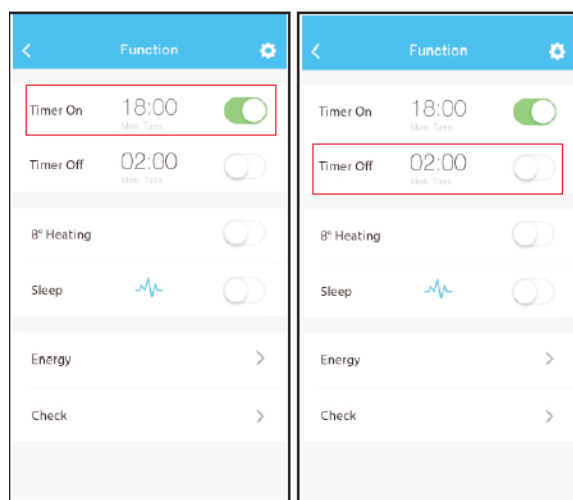 Function
Timer On 18:00
Mon. Tues.
Timer Off 02:00
Mon. Tues.
8° Heating
Sleep
Energy
Check
Function
Timer On 18:00
Mon. Tues.
Timer Off 02:00
Mon. Tues.
8° Heating
Sleep
Energy
Check